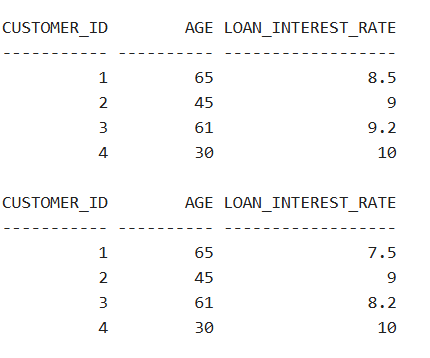 CUSTOMER_ID        AGE LOAN_INTEREST_RATE
----------- ---------- ------------------
          1         65                8.5
          2         45                  9
          3         61                9.2
          4         30                 10
CUSTOMER_ID        AGE LOAN_INTEREST_RATE
----------- ---------- ------------------
          1         65                7.5
          2         45                  9
          3         61                8.2
          4         30                 10